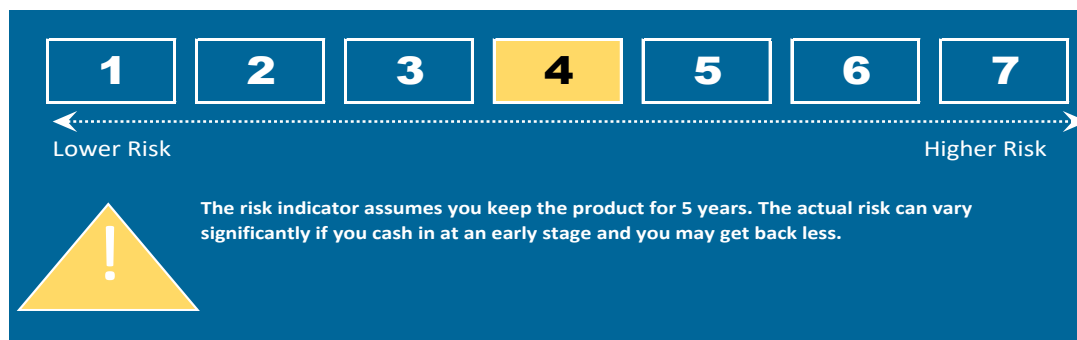 1 2 3 4 5 6 7
Lower Risk Higher Risk
The risk indicator assumes you keep the product for 5 years. The actual risk can vary
significantly if you cash in at an early stage and you may get back less.
!